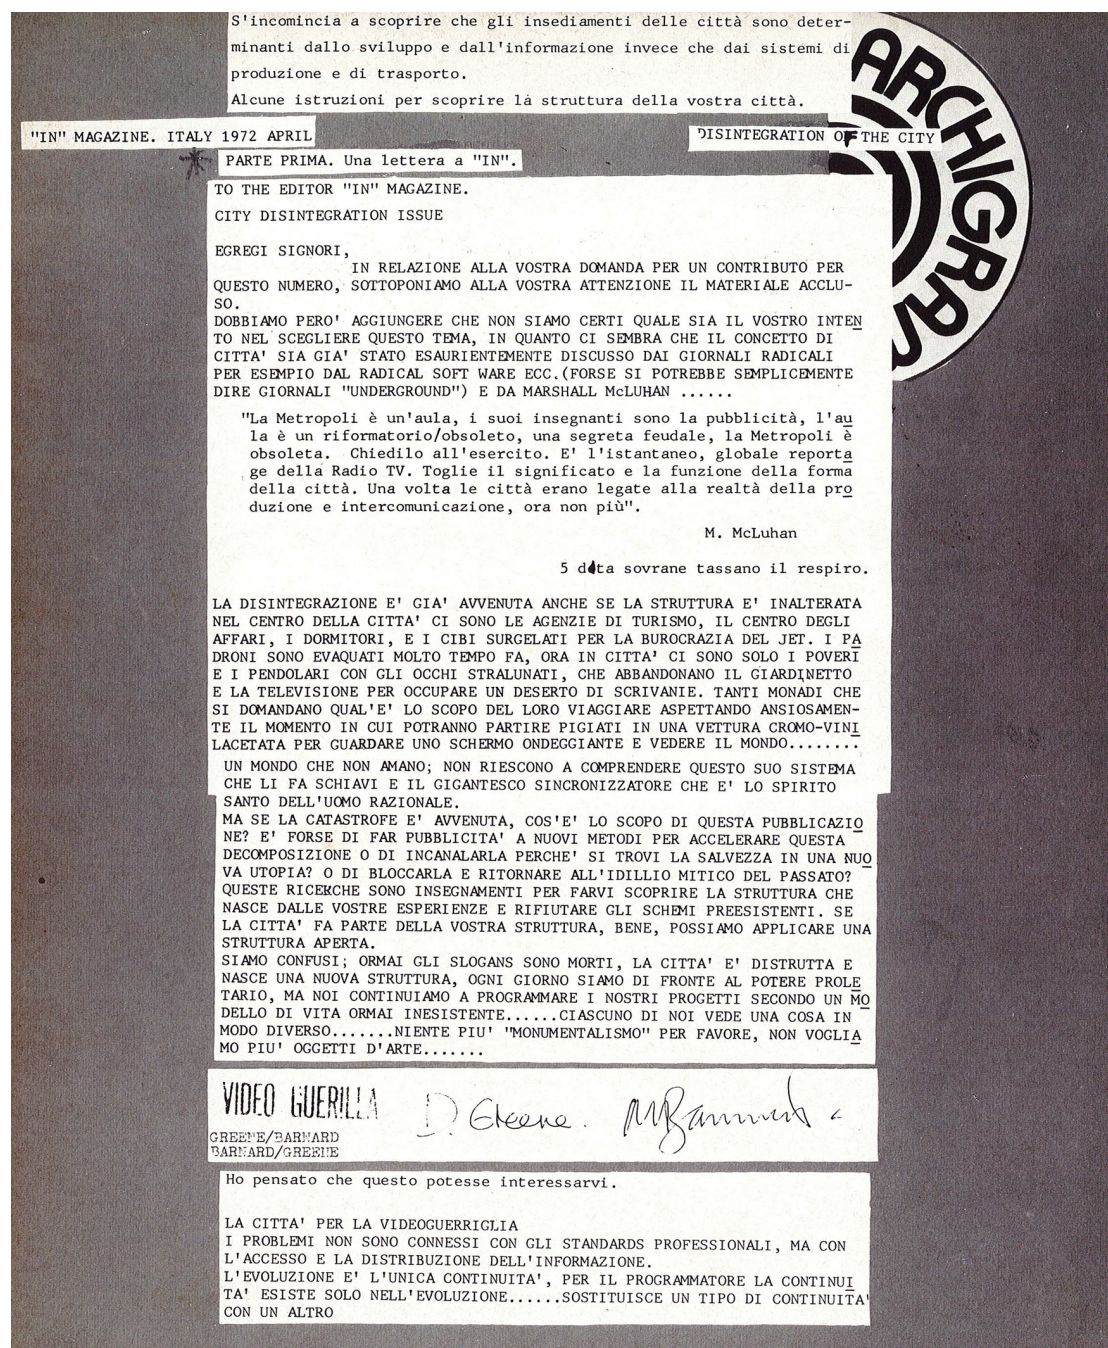 S'incomincia a scoprire che gli insediamenti delle città sono deter-
minanti dallo sviluppo e dall'informazione invece che dai sistemi di
produzione e di trasporto.
Alcune istruzioni per scoprire là struttura della vostra città.
ARCHIGRAM
"IN" MAGAZINE. ITALY 1972 APRIL
DISINTEGRATION OF THE CITY
PARTE PRIMA. Una lettera a "IN".
TO THE EDITOR "IN" MAGAZINE.
CITY DISINTEGRATION ISSUE
EGREGI SIGNORI,
IN RELAZIONE ALLA VOSTRA DOMANDA PER UN CONTRIBUTO PER
QUESTO NUMERO, SOTTOPONIAMO ALLA VOSTRA ATTENZIONE IL MATERIALE ACCLU-
SO.
DOBBIAMO PERO' AGGIUNGERE CHE NON SIAMO CERTI QUALE SIA IL VOSTRO INTEN
TO NEL SCEGLIERE QUESTO TEMA, IN QUANTO CI SEMBRA CHE IL CONCETTO DI
CITTA' SIA GIA' STATO ESAURIENTEMENTE DISCUSSO DAI GIORNALI RADICALI
PER ESEMPIO DAL RADICAL SOFT WARE ECC.(FORSE SI POTREBBE SEMPLICEMENTE
DIRE GIORNALI "UNDERGROUND") E DA MARSHALL McLUHAN ......
"La Metropoli è un'aula, i suoi insegnanti sono la pubblicità, l'au
la è un riformatorio/obsoleto, una segreta feudale, la Metropoli è
obsoleta. Chiedilo all'esercito. E' l'istantaneo, globale reporta
ge della Radio TV. Toglie il significato e la funzione della forma
della città. Una volta le città erano legate alla realtà della pro
duzione e intercomunicazione, ora non più".
M. McLuhan
5 data sovrane tassano il respiro.
LA DISINTEGRAZIONE E' GIA' AVVENUTA ANCHE SE LA STRUTTURA E' INALTERATA
NEL CENTRO DELLA CITTA' CI SONO LE AGENZIE DI TURISMO, IL CENTRO DEGLI
AFFARI, I DORMITORI, E I CIBI SURGELATI PER LA BUROCRAZIA DEL JET. I PA
DRONI SONO EVAQUATI MOLTO TEMPO FA, ORA IN CITTA' CI SONO SOLO I POVERI
E I PENDOLARI CON GLI OCCHI STRALUNATI, CHE ABBANDONANO IL GIARDINETTO
E LA TELEVISIONE PER OCCUPARE UN DESERTO DI SCRIVANIE. TANTI MONADI CHE
SI DOMANDANO QUAL'E' LO SCOPO DEL LORO VIAGGIARE ASPETTANDO ANSIOSAMEN-
TE IL MOMENTO IN CUI POTRANNO PARTIRE PIGIATI IN UNA VETTURA CROMO-VINI
LACETATA PER GUARDARE UNO SCHERMO ONDEGGIANTE E VEDERE IL MONDO........
UN MONDO CHE NON AMANO; NON RIESCONO A COMPRENDERE QUESTO SUO SISTEMA
CHE LI FA SCHIAVI E IL GIGANTESCO SINCRONIZZATORE CHE E' LO SPIRITO
SANTO DELL'UOMO RAZIONALE.
MA SE LA CATASTROFE E' AVVENUTA, COS'E' LO SCOPO DI QUESTA PUBBLICAZIO
NE? E' FORSE DI FAR PUBBLICITA' A NUOVI METODI PER ACCELERARE QUESTA
DECOMPOSIZIONE O DI INCANALARLA PERCHE' SI TROVI LA SALVEZZA IN UNA NUO
VA UTOPIA? O DI BLOCCARLA E RITORNARE ALL'IDILLIO MITICO DEL PASSATO?
QUESTE RICERCHE SONO INSEGNAMENTI PER FARVI SCOPRIRE LA STRUTTURA CHE
NASCE DALLE VOSTRE ESPERIENZE E RIFIUTARE GLI SCHEMI PREESISTENTI. SE
LA CITTA' FA PARTE DELLA VOSTRA STRUTTURA, BENE, POSSIAMO APPLICARE UNA
STRUTTURA APERTA.
SIAMO CONFUSI; ORMAI GLI SLOGANS SONO MORTI, LA CITTA' E' DISTRUTTA E
NASCE UNA NUOVA STRUTTURA, OGNI GIORNO SIAMO DI FRONTE AL POTERE PROLE
TARIO, MA NOI CONTINUIAMO A PROGRAMMARE I NOSTRI PROGETTI SECONDO UN MO
DELLO DI VITA ORMAI INESISTENTE......CIASCUNO DI NOI VEDE UNA COSA IN
MODO DIVERSO.......NIENTE PIU' "MONUMENTALISMO" PER FAVORE, NON VOGLIA
MO PIU' OGGETTI D'ARTE.......
VIDEO GUERILLA D. Greene. M Barnard
GREENE/BARNARD
BARNARD/GREENE
Ho pensato che questo potesse interessarvi.
LA CITTA' PER LA VIDEOGUERRIGLIA
I PROBLEMI NON SONO CONNESSI CON GLI STANDARDS PROFESSIONALI, MA CON
L'ACCESSO E LA DISTRIBUZIONE DELL'INFORMAZIONE.
L'EVOLUZIONE E' L'UNICA CONTINUITA', PER IL PROGRAMMATORE LA CONTINUI
TA' ESISTE SOLO NELL'EVOLUZIONE......SOSTITUISCE UN TIPO DI CONTINUITA'
CON UN ALTRO